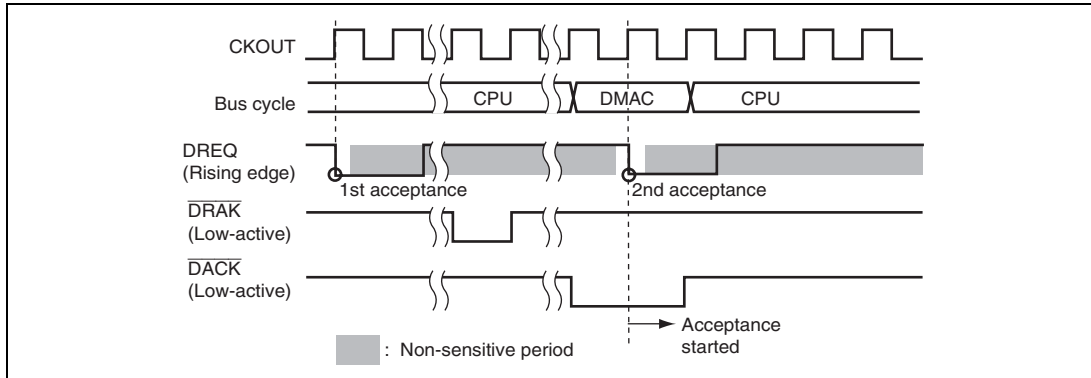 CKOUT
Bus cycle
CPU
DMAC
CPU
DREQ
(Rising edge)
1st acceptance
2nd acceptance
DRAK
(Low-active)
DACK
(Low-active)
Acceptance
started
: Non-sensitive period